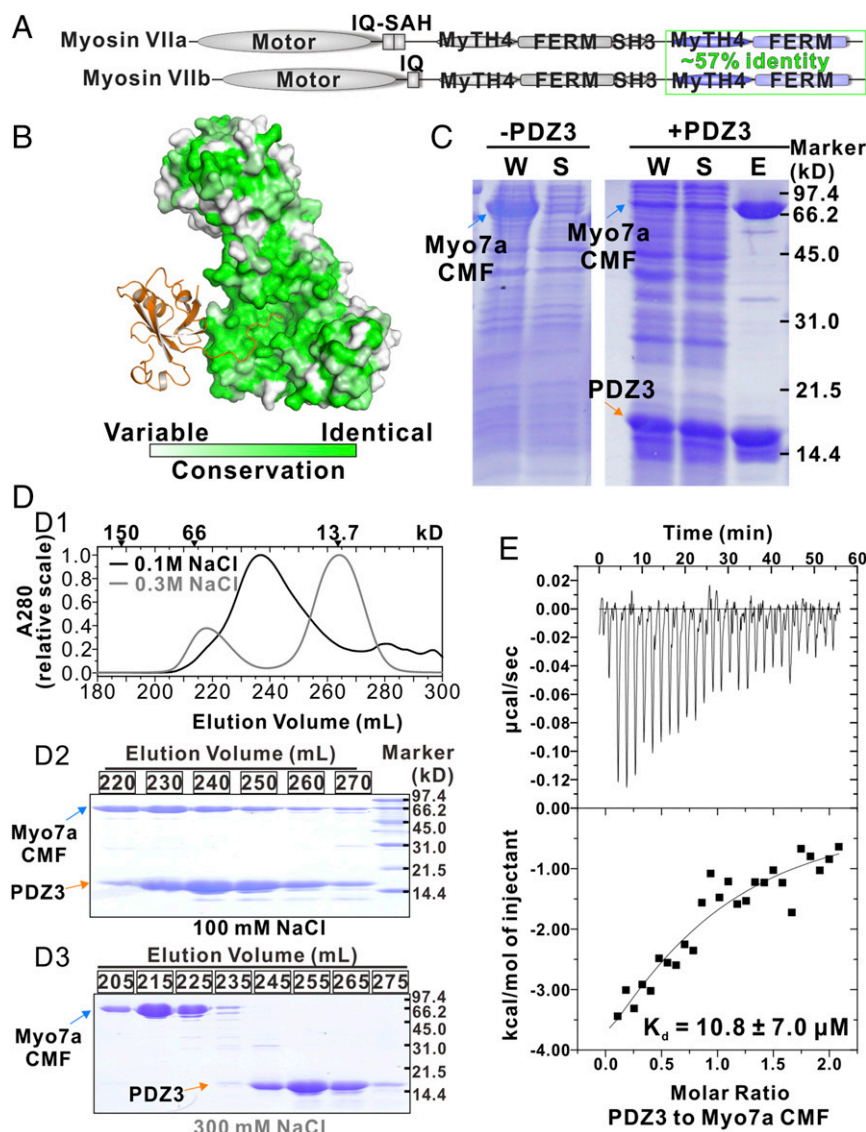 A
IQ-SAH
Myosin VIIa Motor MyTH4 FERM SH3 MyTH4 FERM
~57% identity
IQ
Myosin VIIb Motor MyTH4 FERM SH3 MyTH4 FERM
B
Variable Identical
Conservation
C
-PDZ3 +PDZ3 Marker
W S W S E (kD)
Myo7a
CMF
Myo7a
CMF
PDZ3
97.4
66.2
45.0
31.0
21.5
14.4
D
D1
150 66 13.7 kD
0.1M NaCl
0.3M NaCl
A280
(relative scale)
1.0
0.8
0.6
0.4
0.2
0.0
180 200 220 240 260 280 300
Elution Volume (mL)
D2
Elution Volume (mL) Marker
(kD)
220 230 240 250 260 270
Myo7a
CMF
PDZ3
97.4
66.2
45.0
31.0
21.5
14.4
100 mM NaCl
D3
Elution Volume (mL)
205 215 225 235 245 255 265 275
Myo7a
CMF
PDZ3
97.4
66.2
45.0
31.0
21.5
14.4
300 mM NaCl
E
Time (min)
0 10 20 30 40 50 60
0.02
0.00
-0.02
-0.04
-0.06
-0.08
-0.10
-0.12
µcal/sec
0.00
-1.00
-2.00
-3.00
-4.00
kcal/mol of injectant
Kd = 10.8 ± 7.0 µM
0.0 0.5 1.0 1.5 2.0
Molar Ratio
PDZ3 to Myo7a CMF